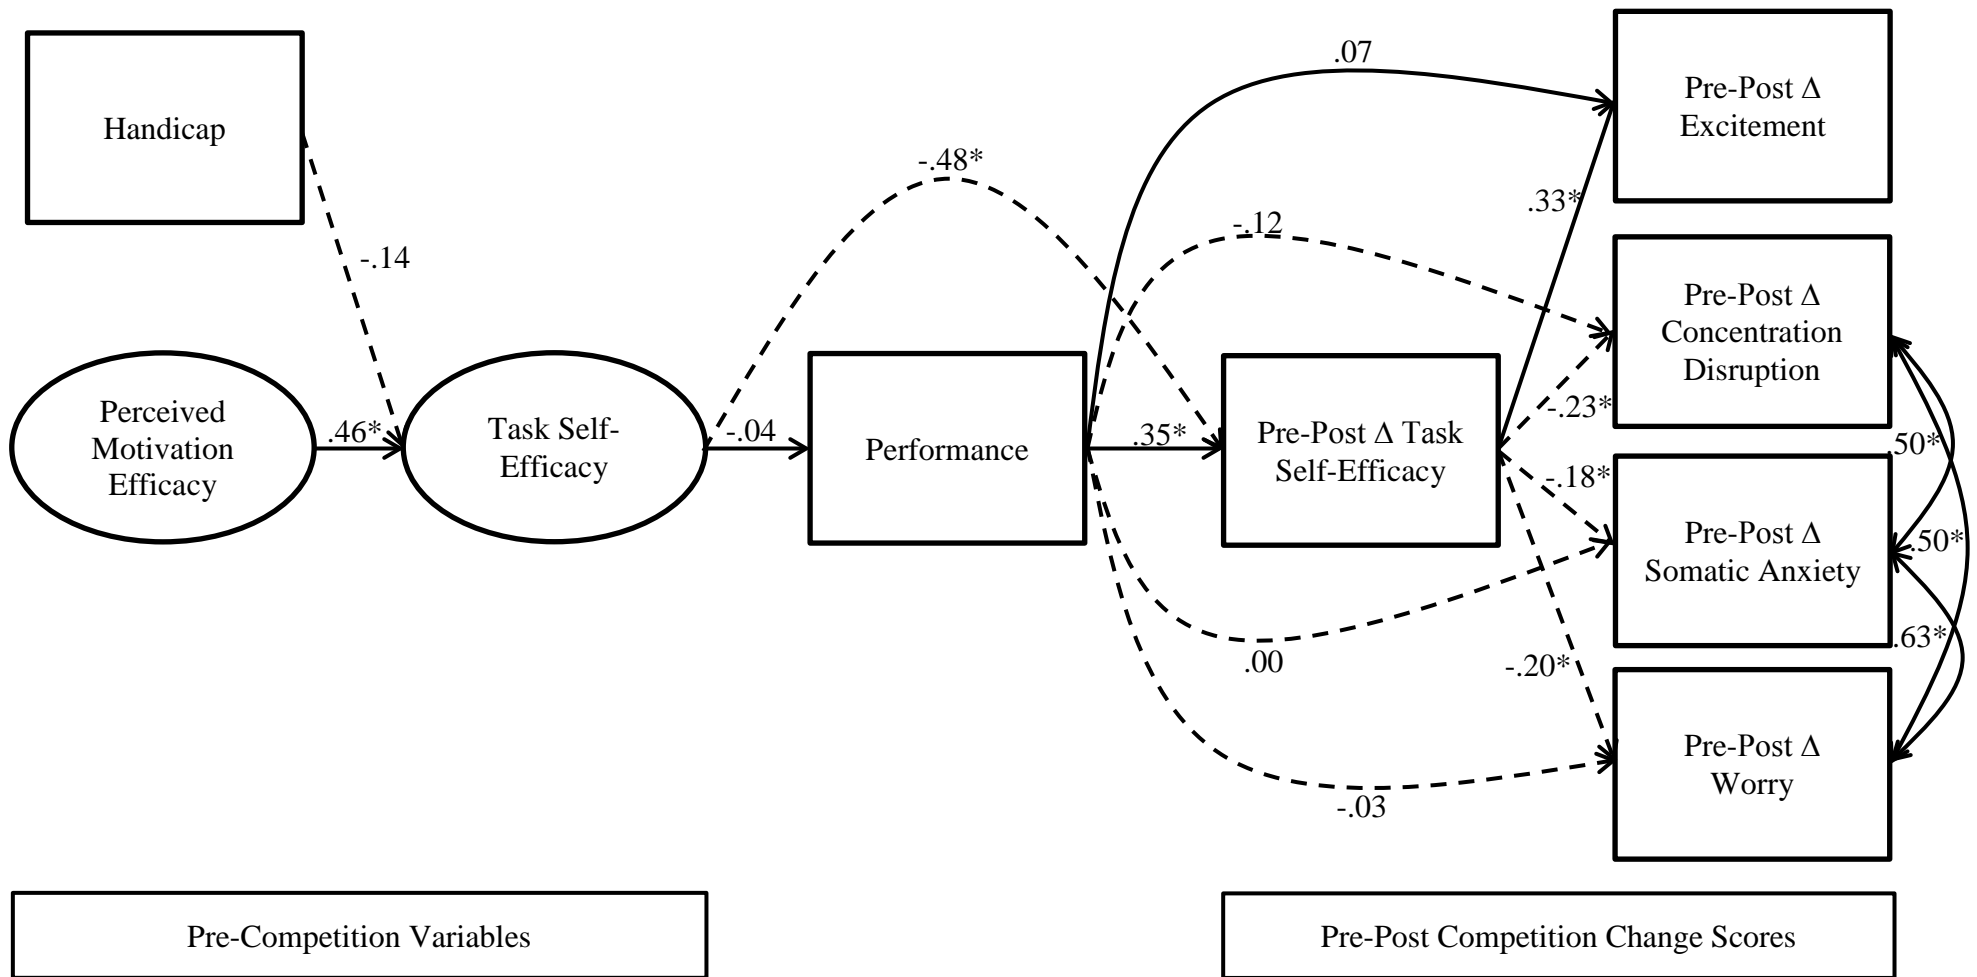 Handicap
-.14
Perceived
Motivation
Efficacy
.46*
Task Self-
Efficacy
-.04
-.48*
Performance
.07
-.12
.35*
.00
-.03
Pre-Post Δ Task
Self-Efficacy
.33*
-.23*
-.18*
-.20*
Pre-Post Δ
Excitement
Pre-Post Δ
Concentration
Disruption
Pre-Post Δ
Somatic Anxiety
Pre-Post Δ
Worry
.50*
.50*
.63*
Pre-Competition Variables
Pre-Post Competition Change Scores